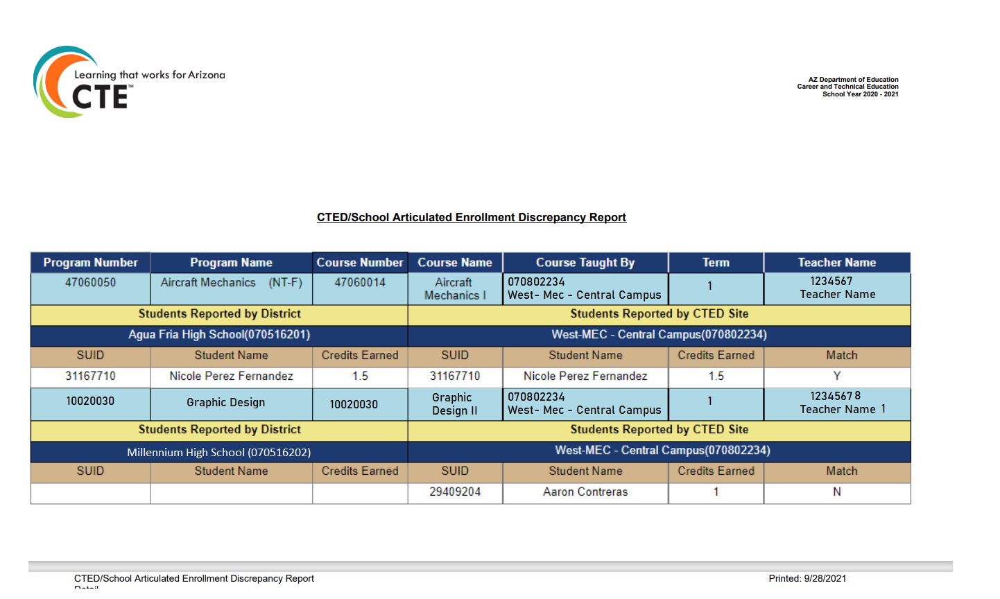 Learning that works for Arizona
CTE™
AZ Department of Education
Career and Technical Education
School Year 2020 - 2021
CTED/School Articulated Enrollment Discrepancy Report
Program Number Program Name Course Number Course Name Course Taught By Term Teacher Name
47060050 Aircraft Mechanics (NT-F) 47060014 Aircraft Mechanics I 070802234 West- Mec - Central Campus 1 1234567 Teacher Name
Students Reported by District Students Reported by CTED Site
Agua Fria High School(070516201) West-MEC - Central Campus(070802234)
SUID Student Name Credits Earned SUID Student Name Credits Earned Match
31167710 Nicole Perez Fernandez 1.5 31167710 Nicole Perez Fernandez 1.5 Y
10020030 Graphic Design 10020030 Graphic Design II 070802234 West- Mec - Central Campus 1 12345678 Teacher Name 1
Students Reported by District Students Reported by CTED Site
Millennium High School (070516202) West-MEC - Central Campus(070802234)
SUID Student Name Credits Earned SUID Student Name Credits Earned Match
29409204 Aaron Contreras 1 N
CTED/School Articulated Enrollment Discrepancy Report Printed: 9/28/2021
Detail